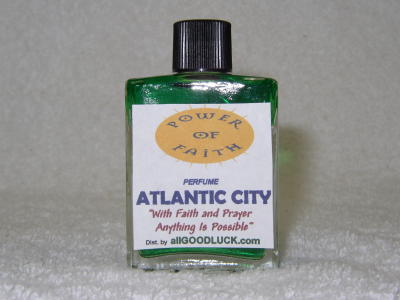 POWER
OF
FAITH
PERFUME
ATLANTIC CITY
"With Faith and Prayer
Anything Is Possible"
Dist. by allGOODLUCK.com